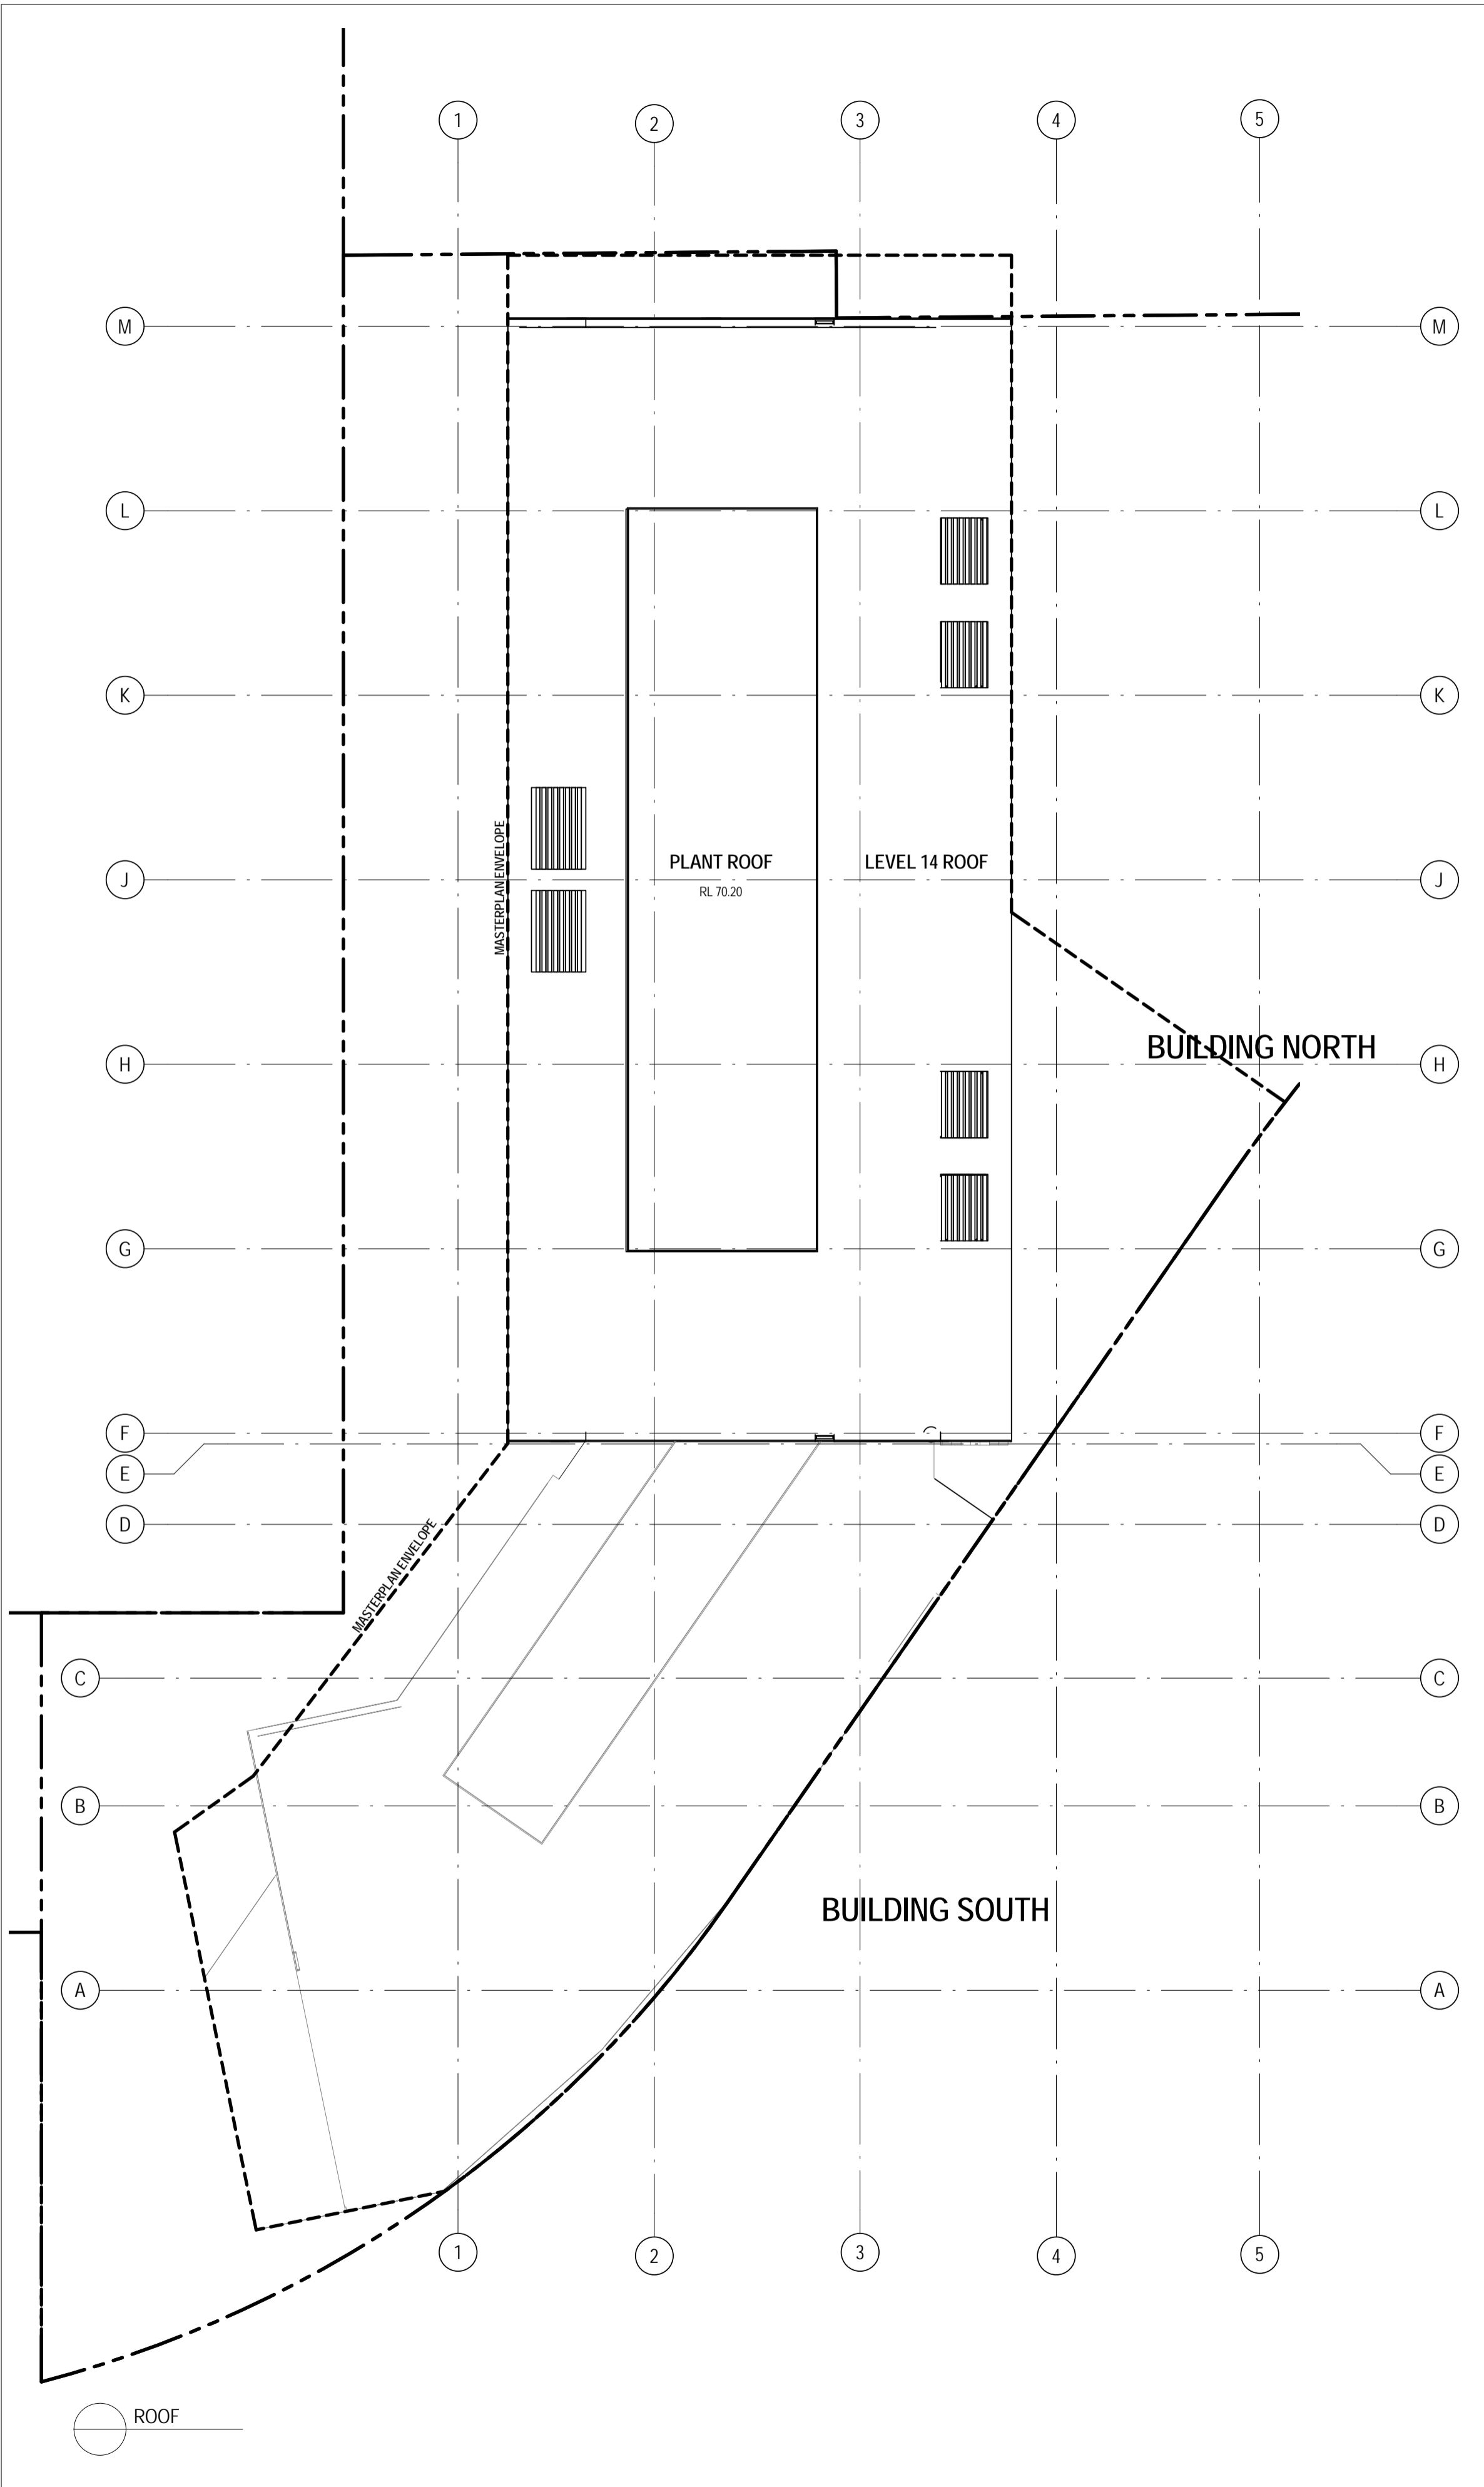 1 2 3 4 5
M M
L L
K K
MASTERPLAN ENVELOPE
PLANT ROOF LEVEL 14 ROOF
J J
RL 70.20
BUILDING NORTH
H H
G G
F F
E E
D D
MASTERPLAN ENVELOPE
C C
B B
BUILDING SOUTH
A A
1 2 3 4 5
ROOF